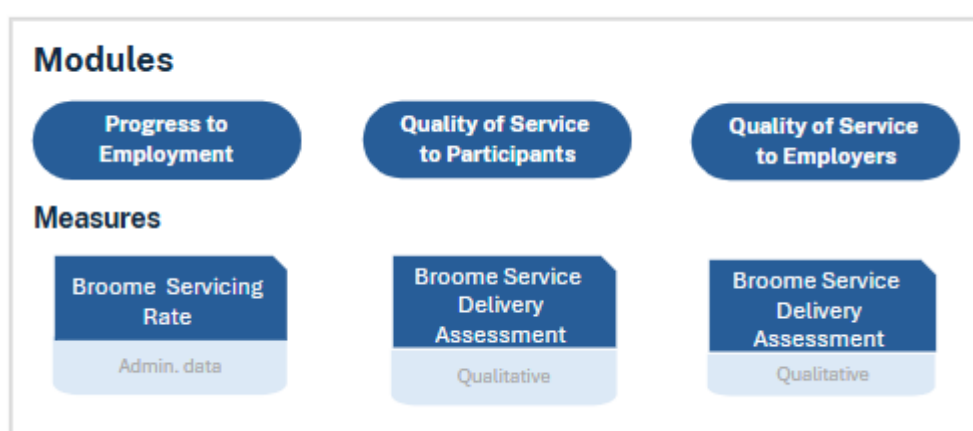 Modules
Progress to
Employment
Quality of Service
to Participants
Quality of Service
to Employers
Measures
Broome Servicing
Rate
Admin. data
Broome Service
Delivery
Assessment
Qualitative
Broome Service
Delivery
Assessment
Qualitative